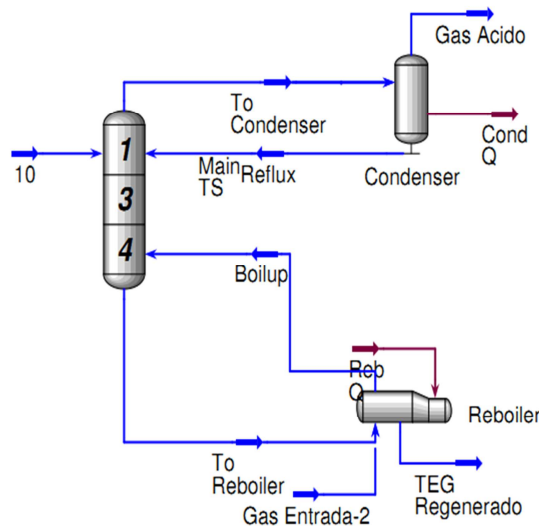 Gas Acido
To
Condenser
Cond
Q
1
10
Main
TS
Reflux
Condenser
3
4
Boilup
Reb
Q
Reboiler
To
Reboiler
TEG
Regenerado
Gas Entrada-2